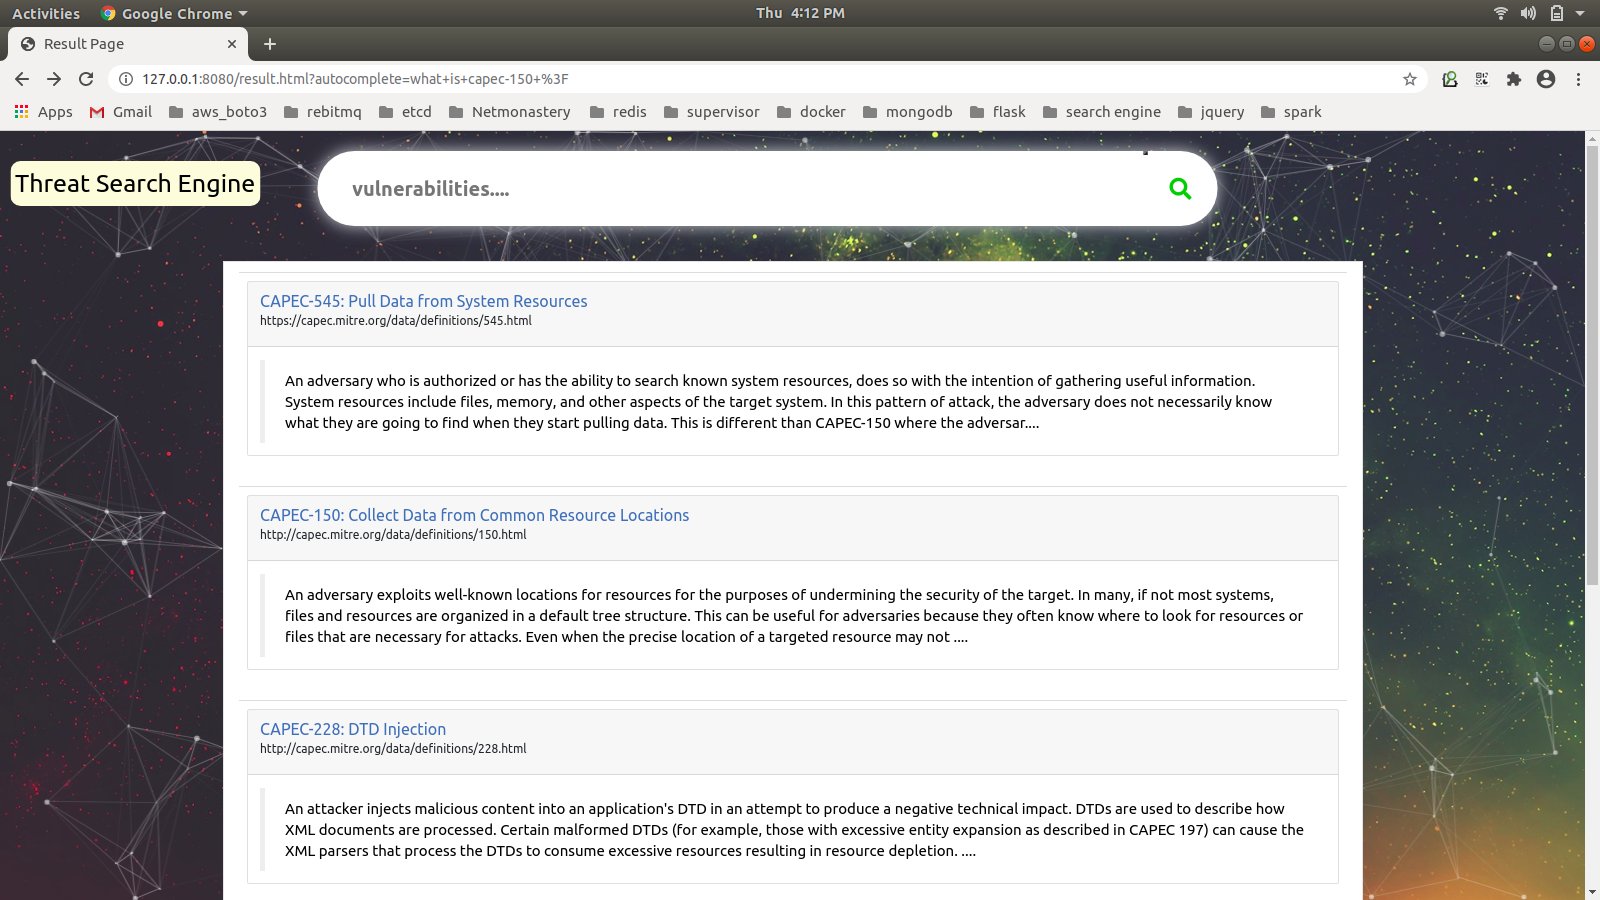 Activities
Google Chrome
Thu 4:12 PM
Result Page
127.0.0.1:8080/result.html?autocomplete=what+is+capec-150+%3F
Apps
Gmail
aws_boto3
rebitmq
etcd
Netmonastery
redis
supervisor
docker
mongodb
flask
search engine
jquery
spark
Threat Search Engine
vulnerabilities....
CAPEC-545: Pull Data from System Resources
https://capec.mitre.org/data/definitions/545.html
An adversary who is authorized or has the ability to search known system resources, does so with the intention of gathering useful information.
System resources include files, memory, and other aspects of the target system. In this pattern of attack, the adversary does not necessarily know
what they are going to find when they start pulling data. This is different than CAPEC-150 where the adversar....
CAPEC-150: Collect Data from Common Resource Locations
http://capec.mitre.org/data/definitions/150.html
An adversary exploits well-known locations for resources for the purposes of undermining the security of the target. In many, if not most systems,
files and resources are organized in a default tree structure. This can be useful for adversaries because they often know where to look for resources or
files that are necessary for attacks. Even when the precise location of a targeted resource may not ....
CAPEC-228: DTD Injection
http://capec.mitre.org/data/definitions/228.html
An attacker injects malicious content into an application's DTD in an attempt to produce a negative technical impact. DTDs are used to describe how
XML documents are processed. Certain malformed DTDs (for example, those with excessive entity expansion as described in CAPEC 197) can cause the
XML parsers that process the DTDs to consume excessive resources resulting in resource depletion. ....